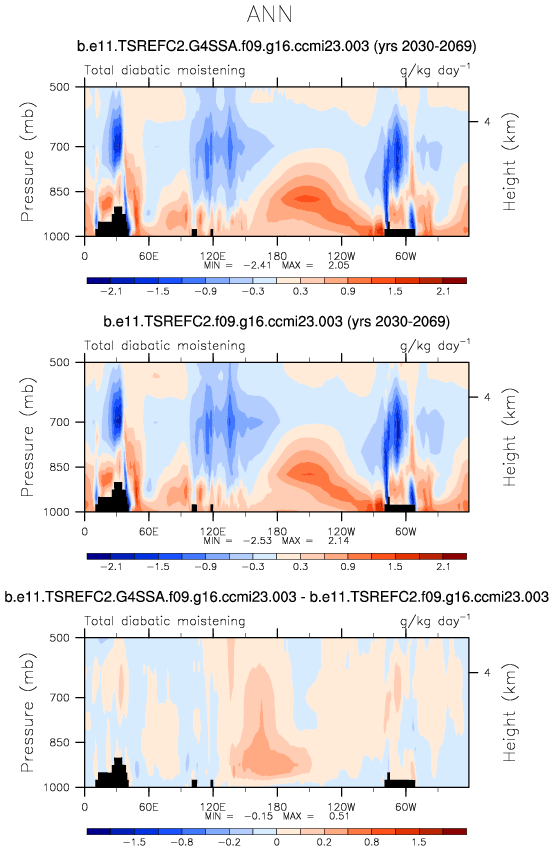 ANN
b.e11.TSREFC2.G4SSA.f09.g16.ccmi23.003 (yrs 2030-2069)
Total diabatic moistening g/kg day⁻¹
500
700
850
1000
Pressure (mb)
4
Height (km)
0 60E 120E 180 120W 60W
MIN = -2.41 MAX = 2.05
-2.1 -1.5 -0.9 -0.3 0.3 0.9 1.5 2.1
b.e11.TSREFC2.f09.g16.ccmi23.003 (yrs 2030-2069)
Total diabatic moistening g/kg day⁻¹
500
700
850
1000
Pressure (mb)
4
Height (km)
0 60E 120E 180 120W 60W
MIN = -2.53 MAX = 2.14
-2.1 -1.5 -0.9 -0.3 0.3 0.9 1.5 2.1
b.e11.TSREFC2.G4SSA.f09.g16.ccmi23.003 - b.e11.TSREFC2.f09.g16.ccmi23.003
Total diabatic moistening g/kg day⁻¹
500
700
850
1000
Pressure (mb)
4
Height (km)
0 60E 120E 180 120W 60W
MIN = -0.15 MAX = 0.51
-1.5 -0.8 -0.2 0 0.2 0.8 1.5